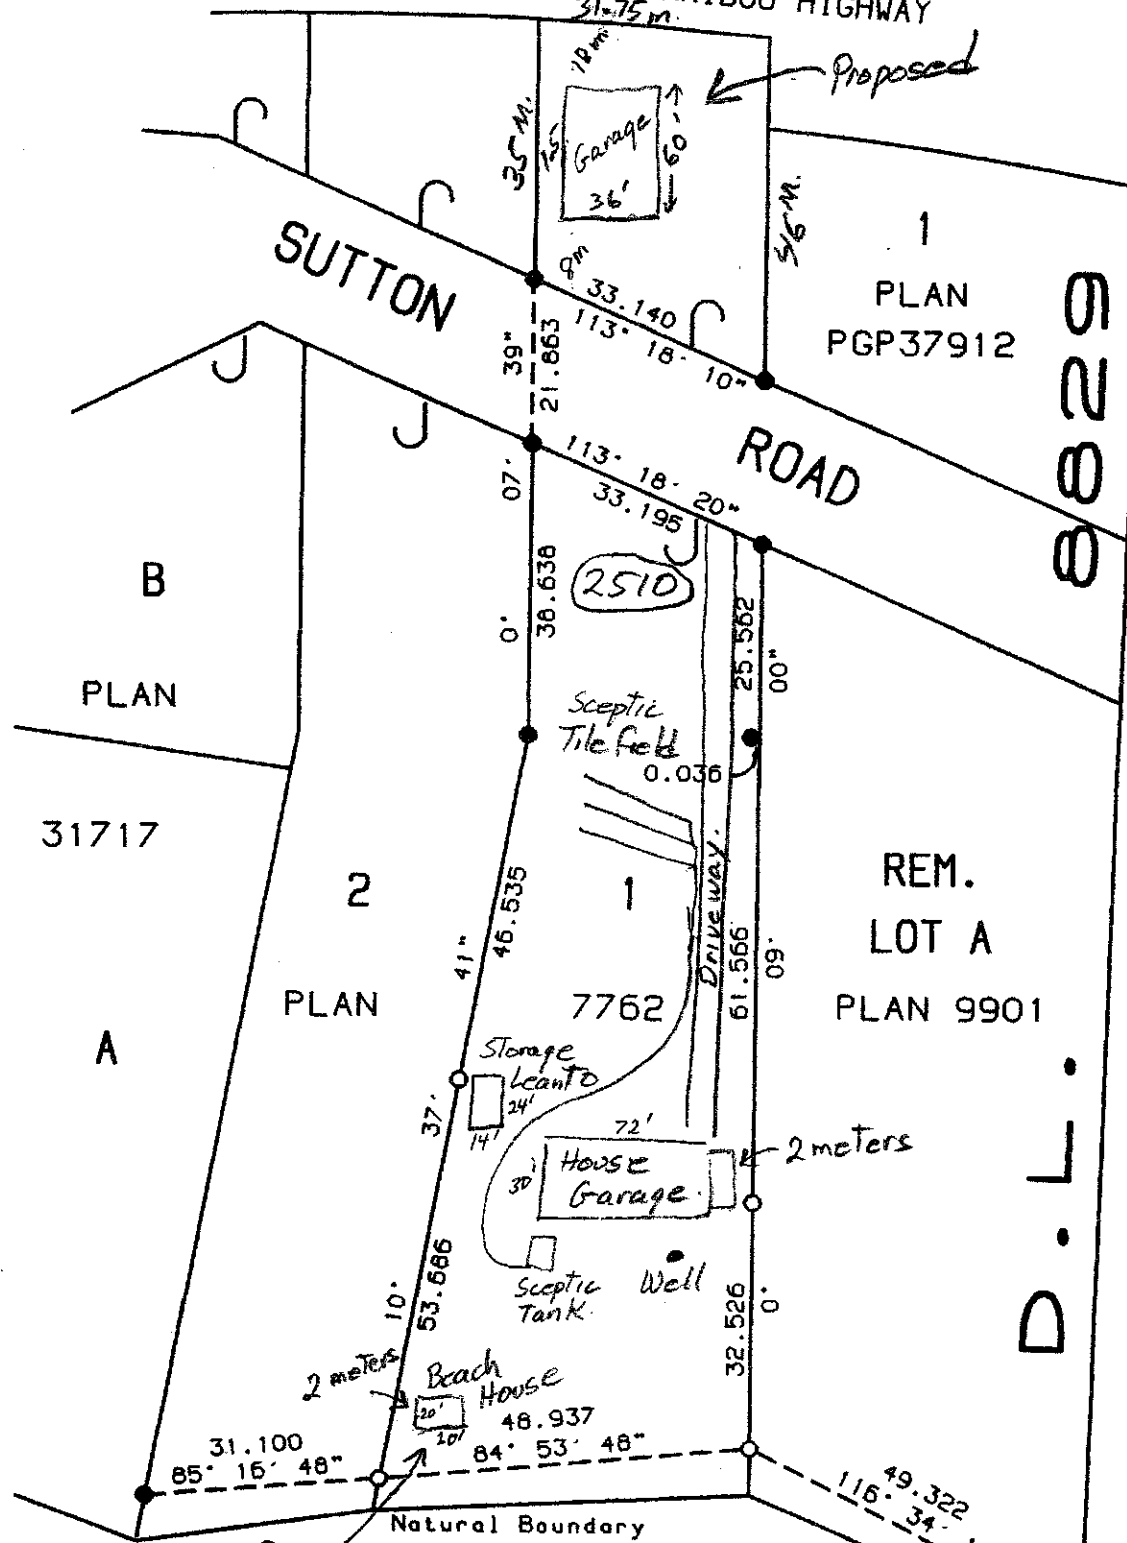 HIGHWAY
31.75 m.
18 m
Proposed
35 M.
Garage
60'
36'
1
PLAN
PGP37912
8829
SUTTON
8m
33.140
113° 18' 10"
39"
21.863
ROAD
113° 18' 20"
33.195
07'
0°
38.638
2510
B
PLAN
25.562
00"
Sceptic
Tile field
0.036
31717
2
PLAN
A
46.535
41"
1
7762
Driveway.
61.566
09'
REM.
LOT A
PLAN 9901
D.L.
Storage
Leanto
24'
14'
37'
72'
30'
House
Garage.
2 meters
Sceptic
Tank.
Well
10°
53.686
32.526
0°
2 meters
Beach
House
20'
20'
48.937
84° 53' 48"
31.100
85° 16' 48"
49.322
116° 34'
Natural Boundary